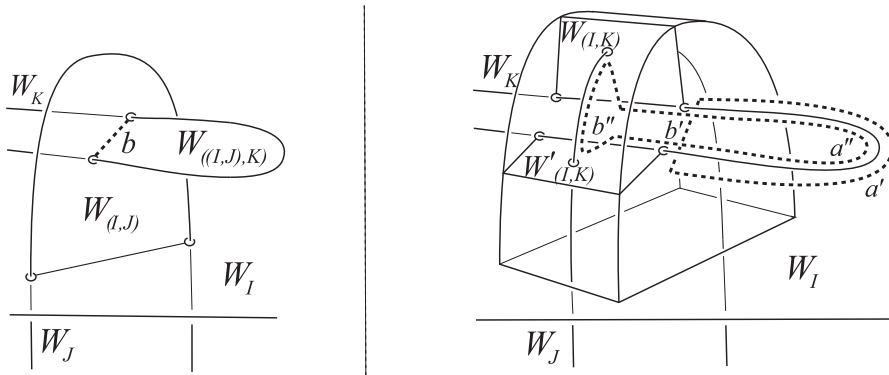 W_K
b
W_((I,J),K)
W_(I,J)
W_I
W_J
W_(I,K)
W_K
b''
b'
a''
W'_(I,K)
a'
W_I
W_J